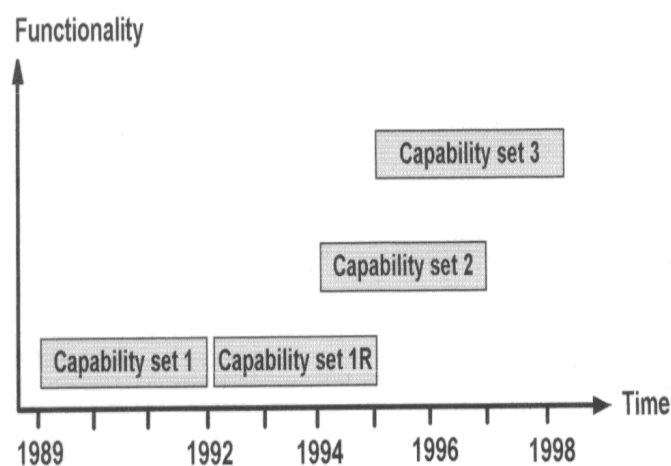 Functionality
Capability set 3
Capability set 2
Capability set 1
Capability set 1R
Time
1989
1992
1994
1996
1998